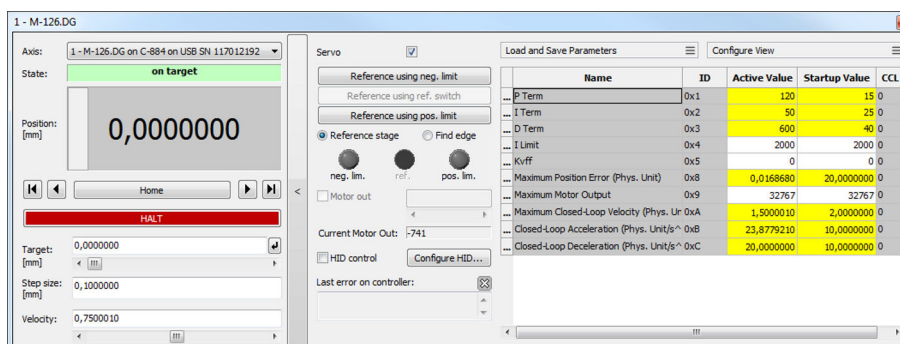 1 - M-126.DG
Axis:
1 - M-126.DG on C-884 on USB SN 117012192
State:
on target
Position:
[mm]
0,0000000
Home
HALT
Target:
[mm]
0,0000000
Step size:
[mm]
0,1000000
Velocity:
0,7500010
<
Servo
Reference using neg. limit
Reference using ref. switch
Reference using pos. limit
Reference stage
Find edge
neg. lim.
ref.
pos. lim.
Motor out
Current Motor Out:
-741
HID control
Configure HID...
Last error on controller:
Load and Save Parameters
Configure View
Name ID Active Value Startup Value CCL
... P Term 0x1 120 15 0
... I Term 0x2 50 25 0
... D Term 0x3 600 40 0
... I Limit 0x4 2000 2000 0
... Kvff 0x5 0 0 0
... Maximum Position Error (Phys. Unit) 0x8 0,0168680 20,0000000 0
... Maximum Motor Output 0x9 32767 32767 0
... Maximum Closed-Loop Velocity (Phys. Ur 0xA 1,5000010 2,0000000 0
... Closed-Loop Acceleration (Phys. Unit/s^ 0xB 23,8779210 10,0000000 0
... Closed-Loop Deceleration (Phys. Unit/s^ 0xC 20,0000000 10,0000000 0